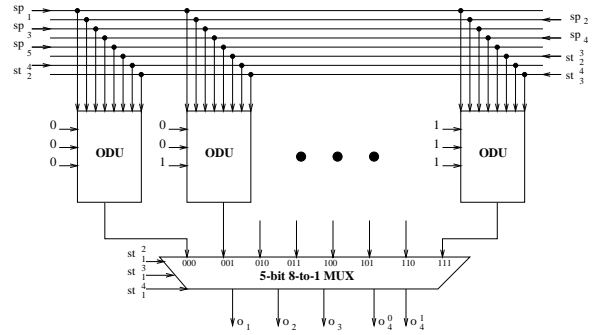 sp 1
sp 3
sp 5
st 4 2
sp 2
sp 4
st 3 2
st 4 3
0 0 0 ODU
0 0 1 ODU
1 1 1 ODU
000 001 010 011 100 101 110 111
5-bit 8-to-1 MUX
st 2 1
st 3 1
st 4 1
o 1 o 2 o 3 o 0 4 o 1 4